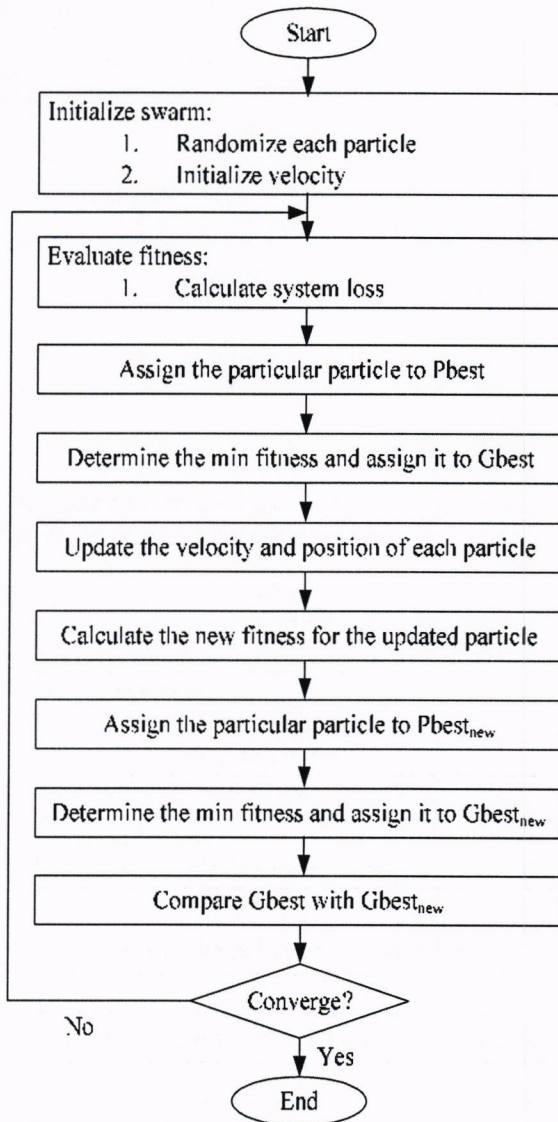 Start
Initialize swarm:
1. Randomize each particle
2. Initialize velocity
Evaluate fitness:
1. Calculate system loss
Assign the particular particle to Pbest
Determine the min fitness and assign it to Gbest
Update the velocity and position of each particle
Calculate the new fitness for the updated particle
Assign the particular particle to Pbestnew
Determine the min fitness and assign it to Gbestnew
Compare Gbest with Gbestnew
Converge?
No
Yes
End